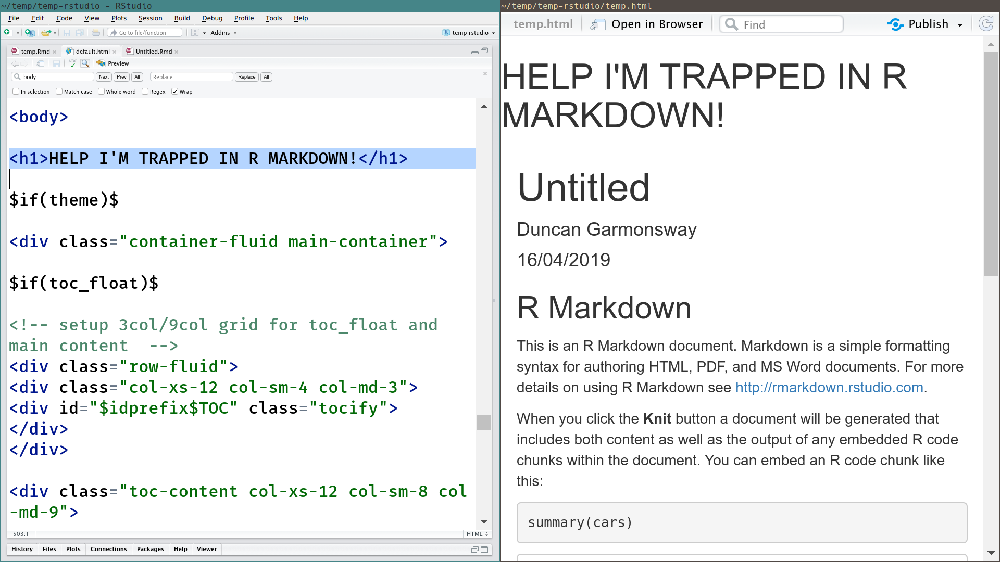 ~/temp/temp-rstudio - RStudio
File Edit Code View Plots Session Build Debug Profile Tools Help
Go to file/function Addins temp-rstudio
temp.Rmd default.html Untitled.Rmd
ABC Preview
body Next Prev All Replace Replace All
In selection Match case Whole word Regex Wrap
<body>
<h1>HELP I'M TRAPPED IN R MARKDOWN!</h1>
$if(theme)$
<div class="container-fluid main-container">
$if(toc_float)$
<!-- setup 3col/9col grid for toc_float and
main content  -->
<div class="row-fluid">
<div class="col-xs-12 col-sm-4 col-md-3">
<div id="$idprefix$TOC" class="tocify">
</div>
</div>
<div class="toc-content col-xs-12 col-sm-8 col
-md-9">
503:1 HTML
History Files Plots Connections Packages Help Viewer
~/temp/temp-rstudio/temp.html
temp.html Open in Browser Find Publish
HELP I'M TRAPPED IN R
MARKDOWN!
Untitled
Duncan Garmonsway
16/04/2019
R Markdown
This is an R Markdown document. Markdown is a simple formatting
syntax for authoring HTML, PDF, and MS Word documents. For more
details on using R Markdown see http://rmarkdown.rstudio.com.
When you click the Knit button a document will be generated that
includes both content as well as the output of any embedded R code
chunks within the document. You can embed an R code chunk like
this:
summary(cars)